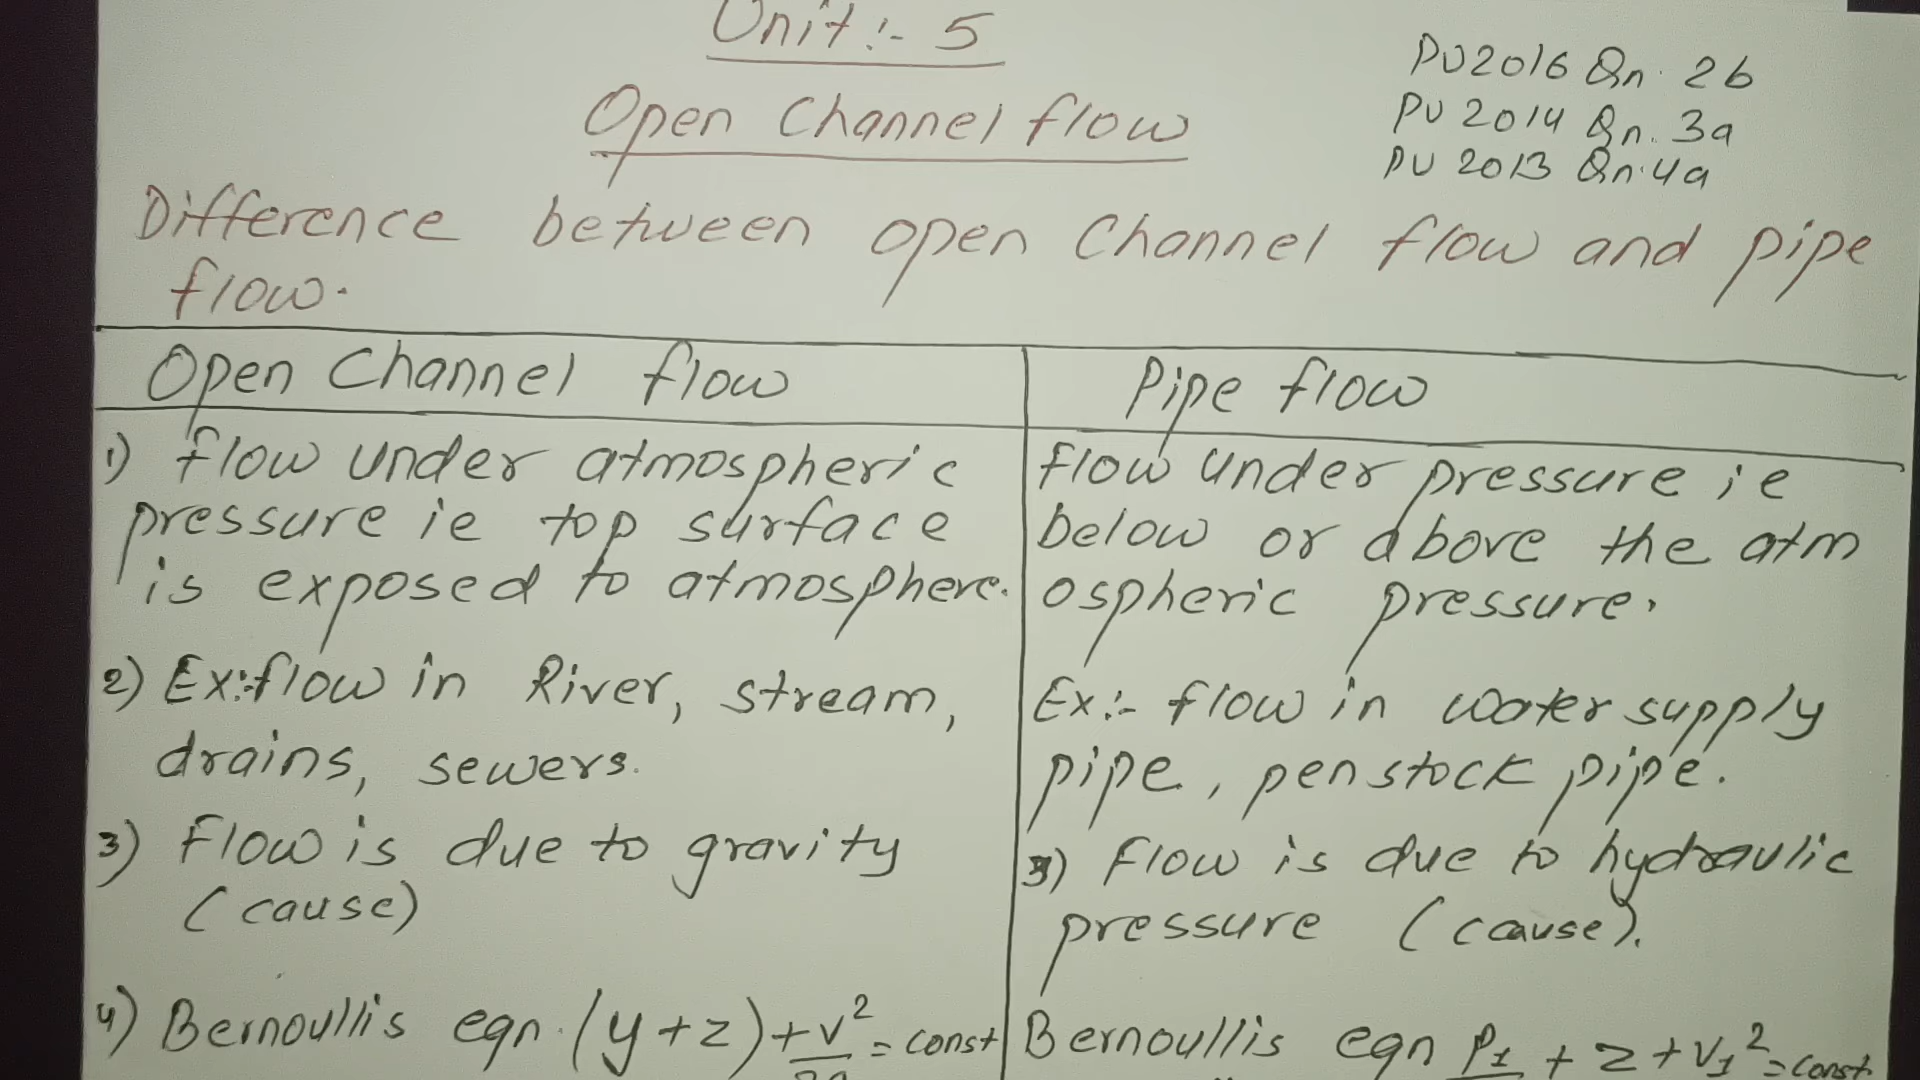 Unit :- 5
PU 2016 Qn. 2b
Open Channel flow
PU 2014 Qn. 3a
PU 2013 Qn. 4a
Difference between open Channel flow and pipe
flow.
Open Channel flow
Pipe flow
1) flow under atmospheric
pressure ie top surface
is exposed to atmosphere.
flow under pressure ie
below or above the atm
ospheric pressure.
2) Ex:- flow in River, stream,
drains, sewers.
Ex:- flow in water supply
pipe, penstock pipe.
3) Flow is due to gravity
(cause)
3) Flow is due to hydraulic
pressure (cause).
4) Bernoullis eqn. (y+z)+v² = const
Bernoullis eqn P1 + z + V1² = const.